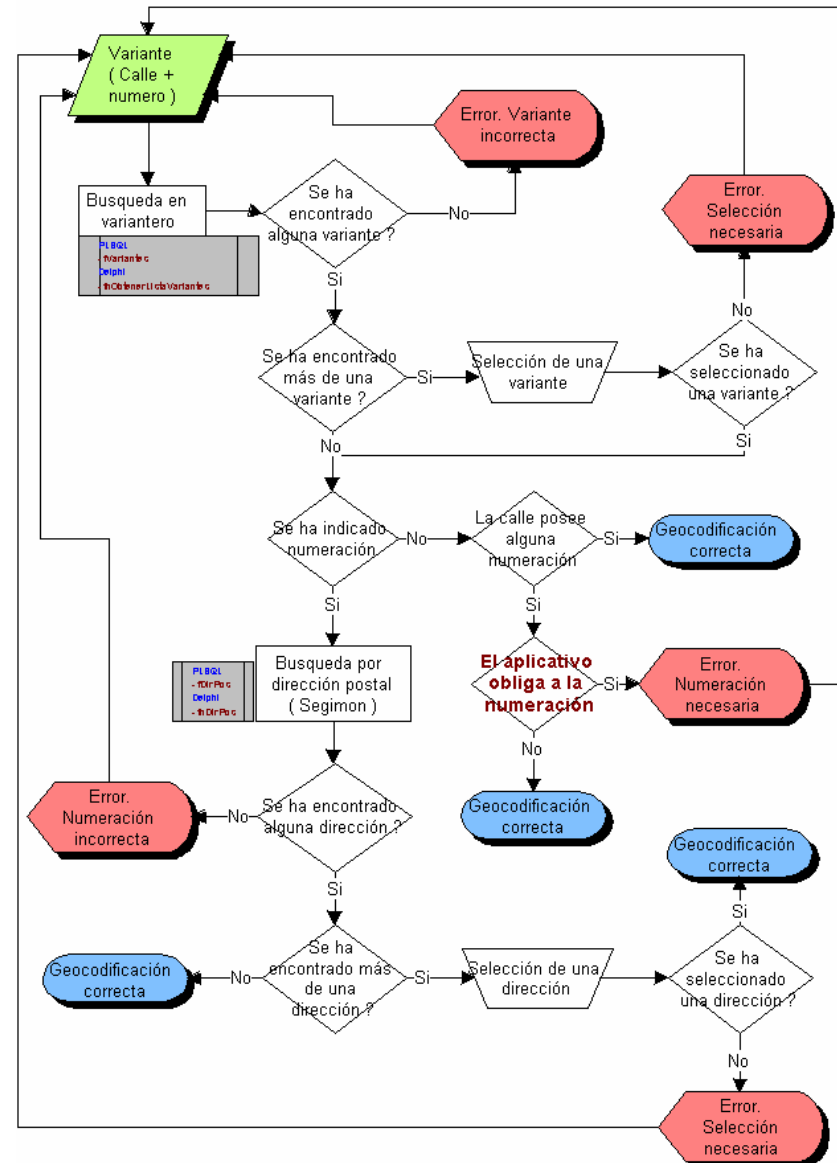 Variante
( Calle +
numero )
Error. Variante
incorrecta
Busqueda en
variantero
Se ha
encontrado
alguna variante ?
No
Error.
Selección
necesaria
PLSQL
- fVariantes
Delphi
- fhObtenerListaVariantes
Si
No
Se ha encontrado
más de una
variante ?
Si
Selección de una
variante
Se ha
seleccionado
una variante ?
No
Si
Se ha indicado
numeración
No
La calle posee
alguna
numeración
Si
Geocodificación
correcta
Si
Si
PLSQL
- fDirPos
Delphi
- fhDirPos
Busqueda por
dirección postal
( Segimon )
El aplicativo
obliga a la
numeración
Si
Error.
Numeración
necesaria
No
Error.
Numeración
incorrecta
No
Se ha encontrado
alguna dirección ?
Geocodificación
correcta
Geocodificación
correcta
Si
Si
Geocodificación
correcta
No
Se ha
encontrado más
de una
dirección ?
Si
Selección de una
dirección
Se ha
seleccionado
una dirección ?
No
Error.
Selección
necesaria